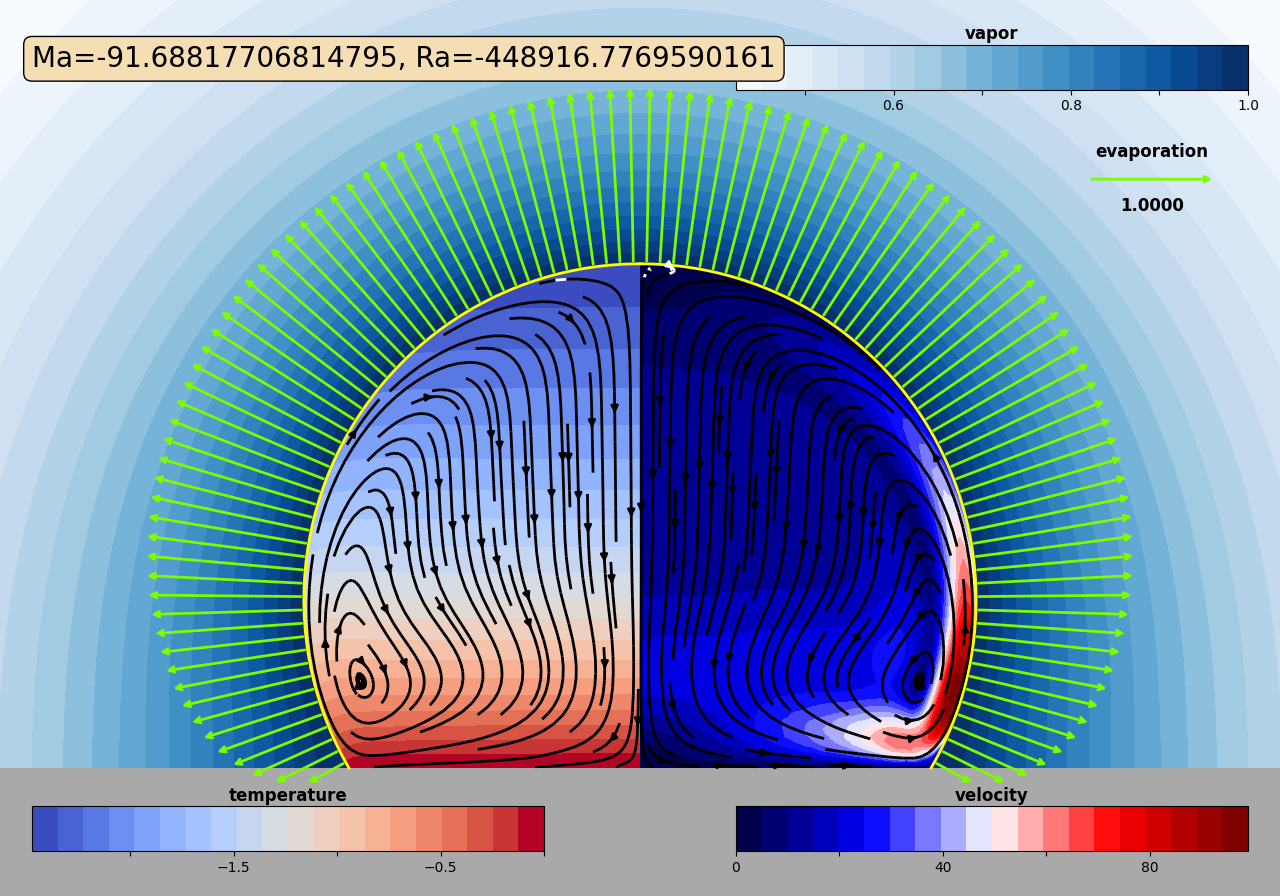 vapor
Ma=-91.68817706814795, Ra=-448916.7769590161
0.6 0.8 1.0
evaporation
1.0000
temperature velocity
−1.5 −0.5 0 40 80